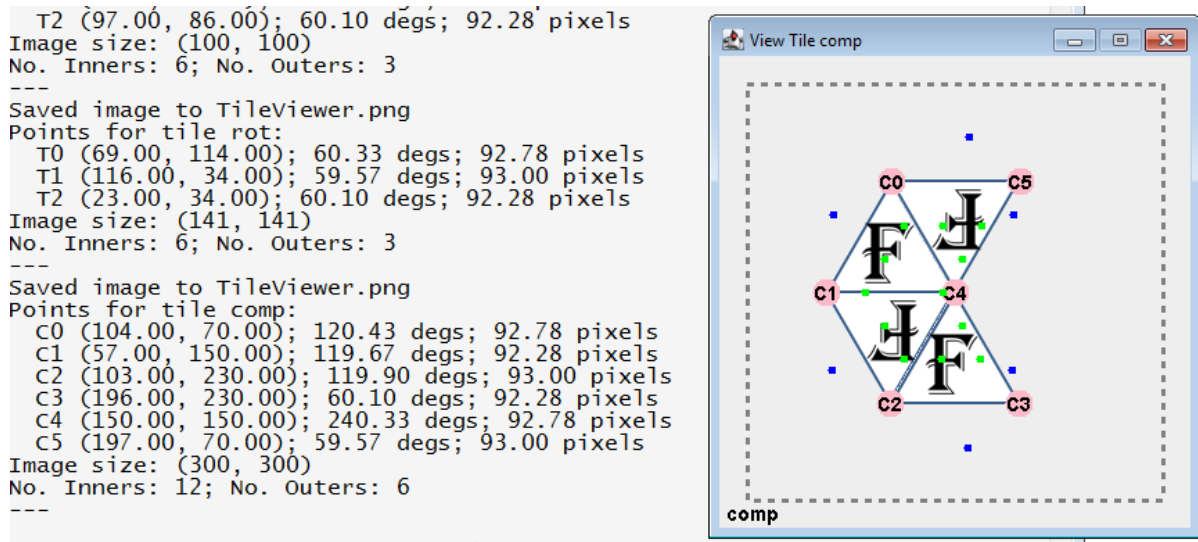 T2 (97.00, 86.00); 60.10 degs; 92.28 pixels
Image size: (100, 100)
No. Inners: 6; No. Outers: 3
---
Saved image to TileViewer.png
Points for tile rot:
T0 (69.00, 114.00); 60.33 degs; 92.78 pixels
T1 (116.00, 34.00); 59.57 degs; 93.00 pixels
T2 (23.00, 34.00); 60.10 degs; 92.28 pixels
Image size: (141, 141)
No. Inners: 6; No. Outers: 3
---
Saved image to TileViewer.png
Points for tile comp:
C0 (104.00, 70.00); 120.43 degs; 92.78 pixels
C1 (57.00, 150.00); 119.67 degs; 92.28 pixels
C2 (103.00, 230.00); 119.90 degs; 93.00 pixels
C3 (196.00, 230.00); 60.10 degs; 92.28 pixels
C4 (150.00, 150.00); 240.33 degs; 92.78 pixels
C5 (197.00, 70.00); 59.57 degs; 93.00 pixels
Image size: (300, 300)
No. Inners: 12; No. Outers: 6
---
View Tile comp
C0 C5
F F
C1 C4
F F
C2 C3
comp